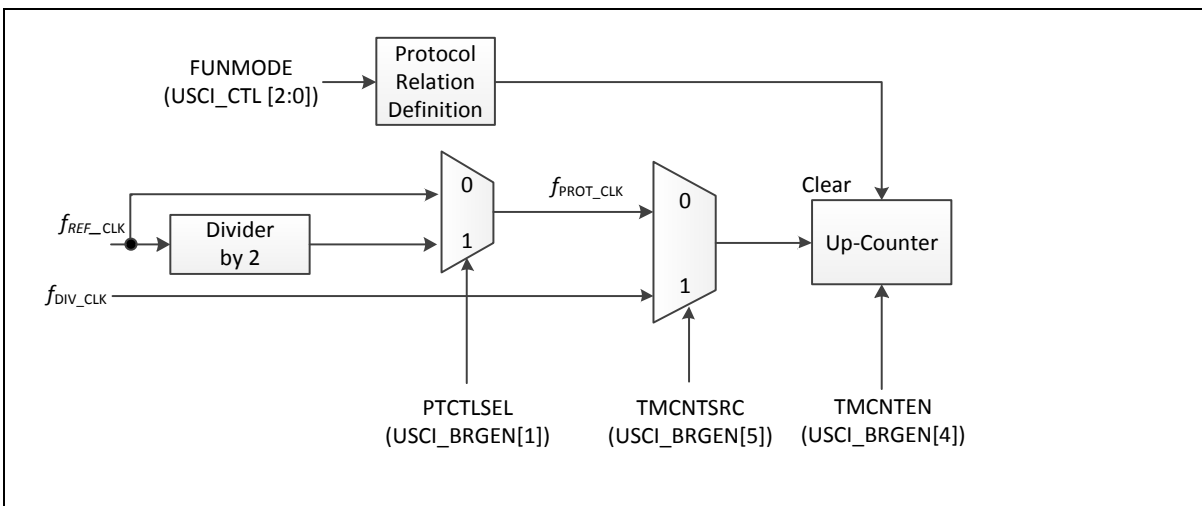 FUNMODE
(USCI_CTL [2:0])
Protocol
Relation
Definition
Clear
0
1
fPROT_CLK
0
1
fREF_CLK
Divider
by 2
Up-Counter
fDIV_CLK
PTCTLSEL
(USCI_BRGEN[1])
TMCNTSRC
(USCI_BRGEN[5])
TMCNTEN
(USCI_BRGEN[4])